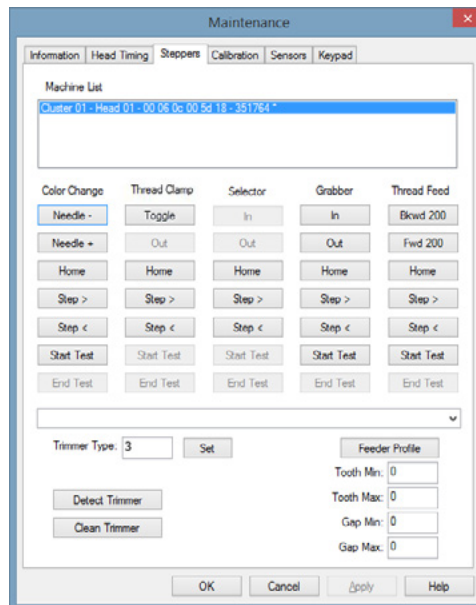 Maintenance
Information Head Timing Steppers Calibration Sensors Keypad
Machine List
Cluster 01 - Head 01 - 00 06 0c 00 5d 18 - 351764 *
Color Change Thread Clamp Selector Grabber Thread Feed
Needle - Toggle In In Bkwd 200
Needle + Out Out Out Fwd 200
Home Home Home Home Home
Step > Step > Step > Step > Step >
Step < Step < Step < Step < Step <
Start Test Start Test Start Test Start Test Start Test
End Test End Test End Test End Test End Test
Trimmer Type: 3 Set Feeder Profile
Tooth Min: 0
Detect Trimmer Tooth Max: 0
Gap Min: 0
Clean Trimmer
Gap Max: 0
OK Cancel Apply Help